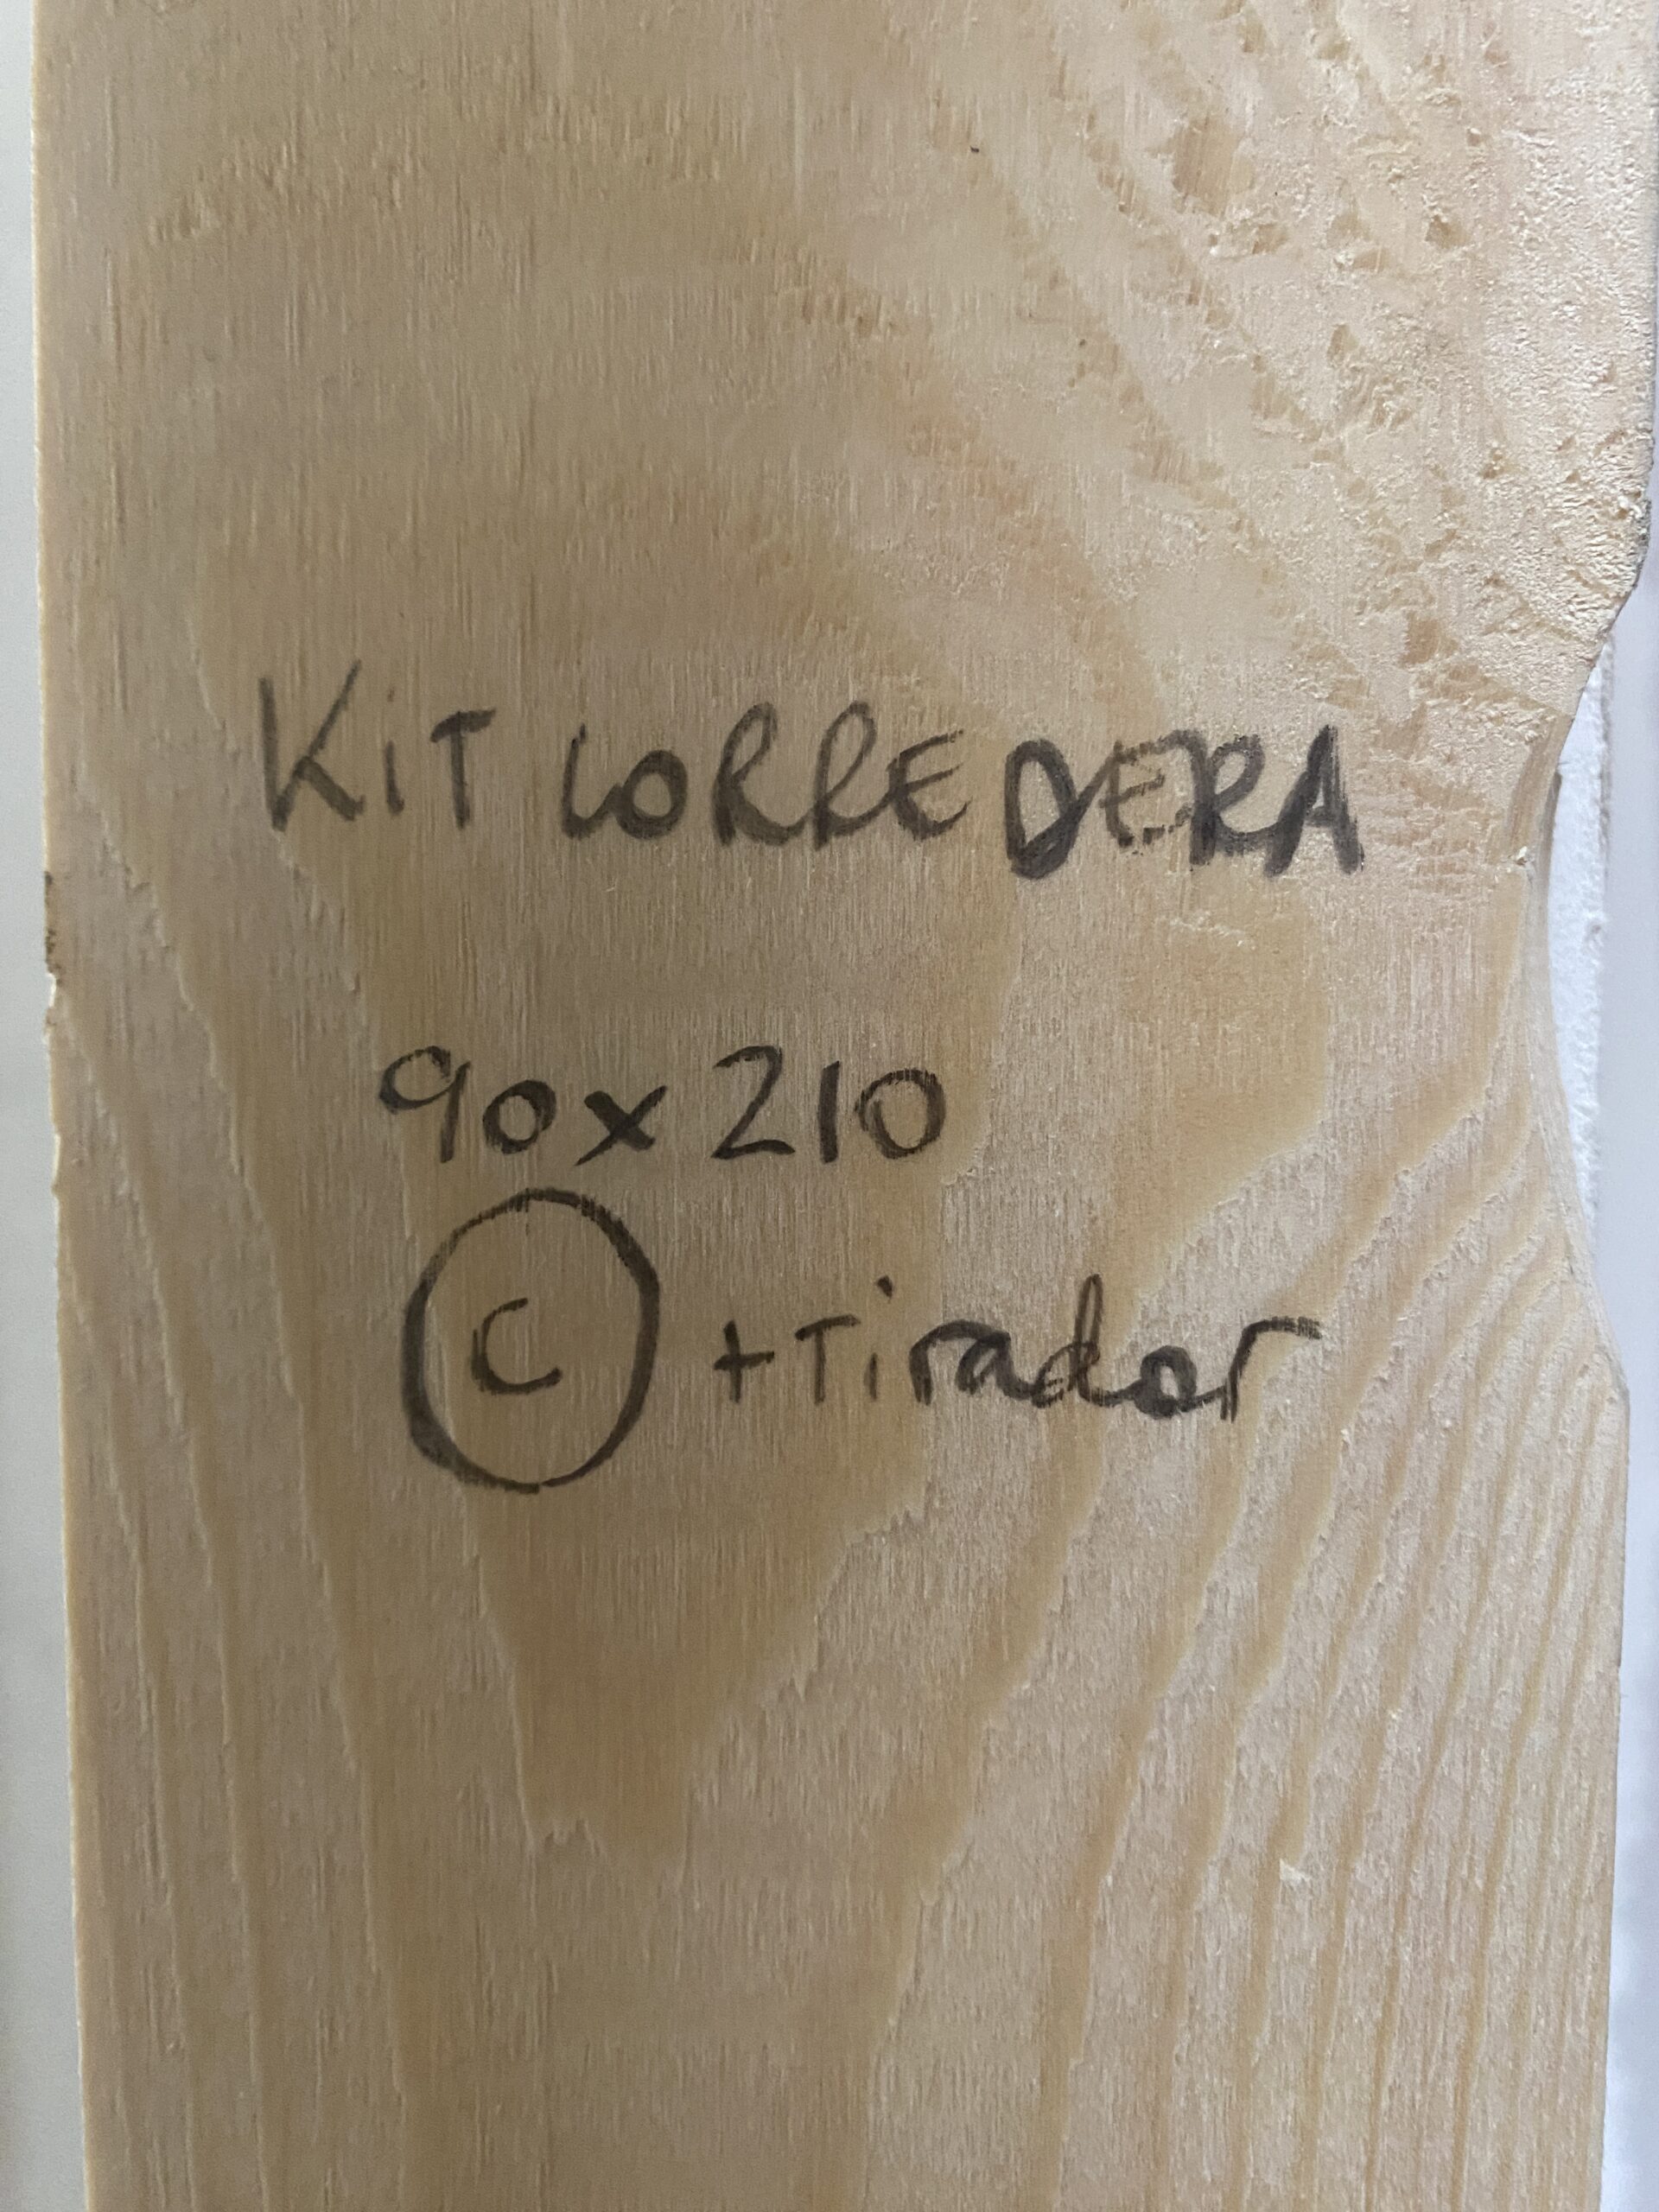 KiT CORREDERA
90x210
C +Tirador